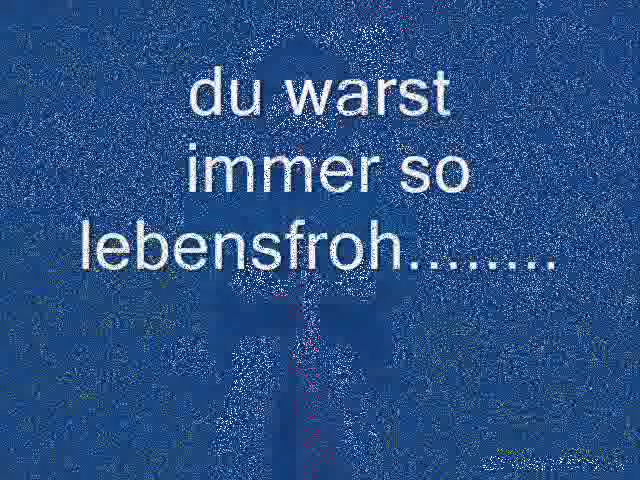 du warst
immer so
lebensfroh........